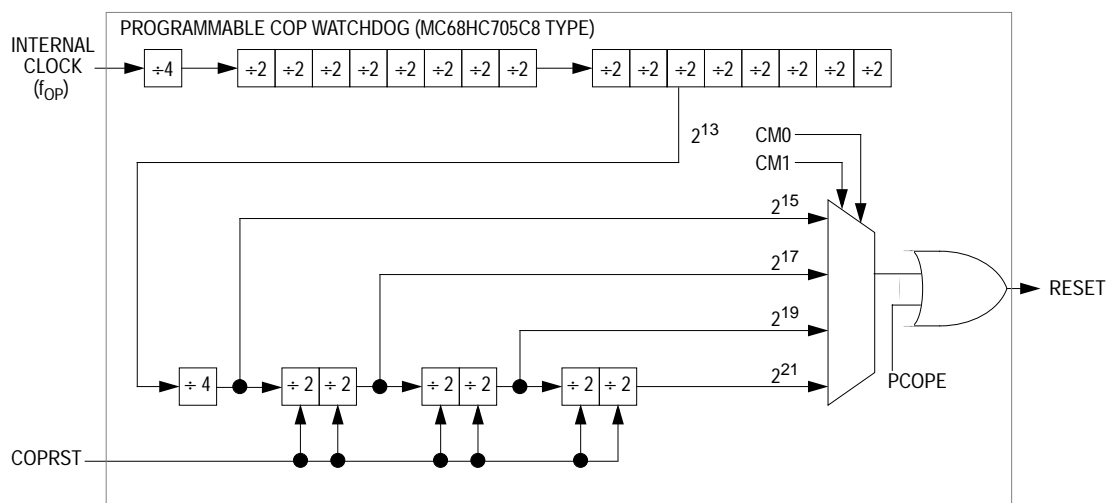 PROGRAMMABLE COP WATCHDOG (MC68HC705C8 TYPE)
INTERNAL
CLOCK
(fOP)
÷4 ÷2 ÷2 ÷2 ÷2 ÷2 ÷2 ÷2 ÷2 ÷2 ÷2 ÷2 ÷2 ÷2 ÷2 ÷2 ÷2
2^13
CM0
CM1
2^15
2^17
2^19
RESET
÷ 4 ÷ 2 ÷ 2 ÷ 2 ÷ 2 ÷ 2 ÷ 2 2^21
PCOPE
COPRST